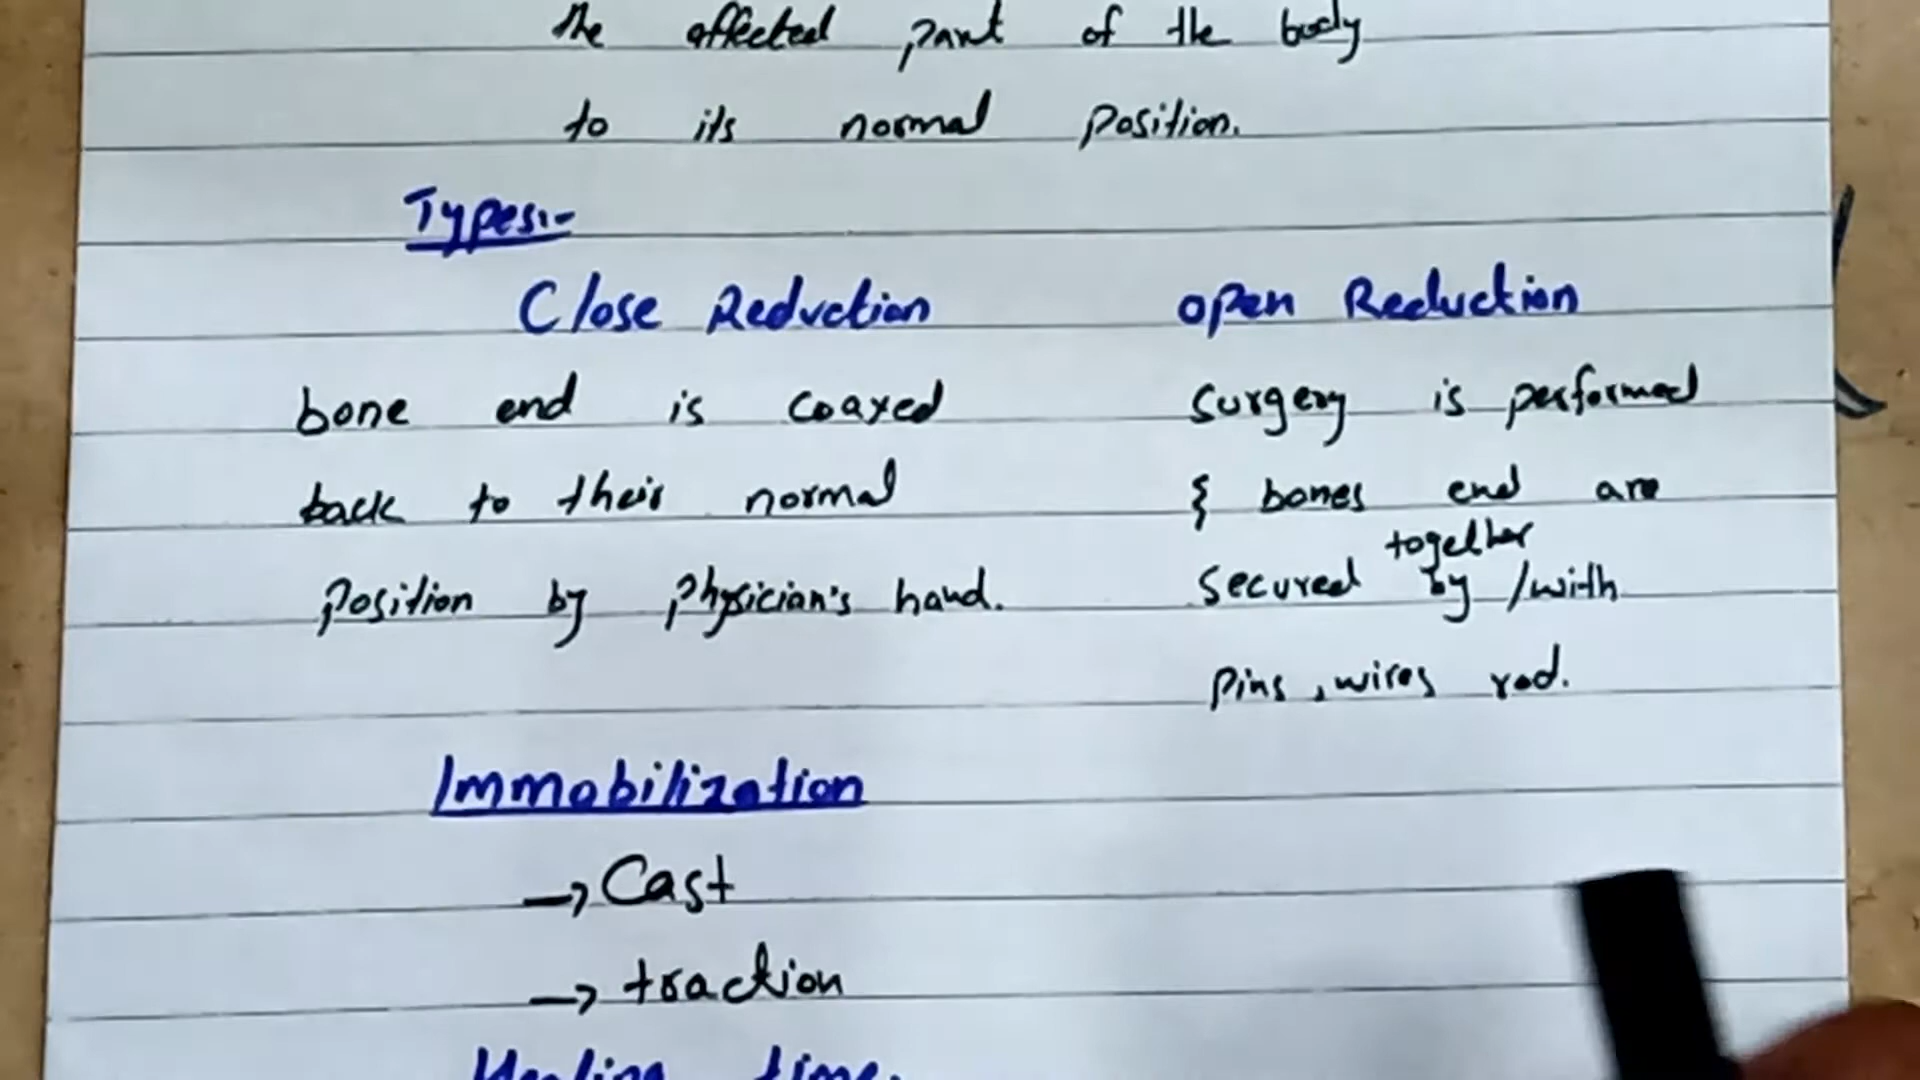 the affected part of the body
to its normal position.
Types:-
Close Reduction
bone end is coaxed
back to their normal
position by physician's hand.
open Reduction
surgery is performed
& bones end are
together
secured by /with
pins, wires rod.
Immobilization
→ Cast
→ traction
Healing time.